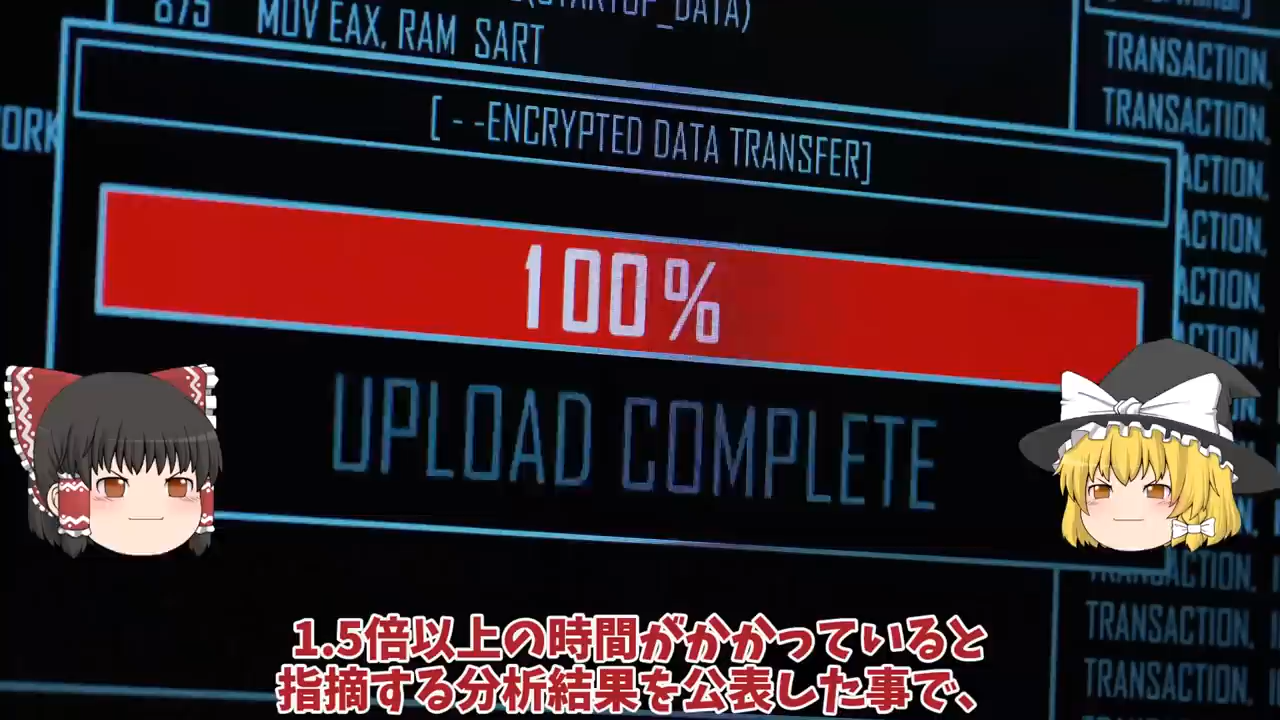 875 MOV EAX, RAM SART
TRANSACTION.
TRANSACTION.
[ - -ENCRYPTED DATA TRANSFER]
100%
UPLOAD COMPLETE
TRANSACTION.
TRANSACTION.
1.5倍以上の時間がかかっていると
指摘する分析結果を公表した事で、